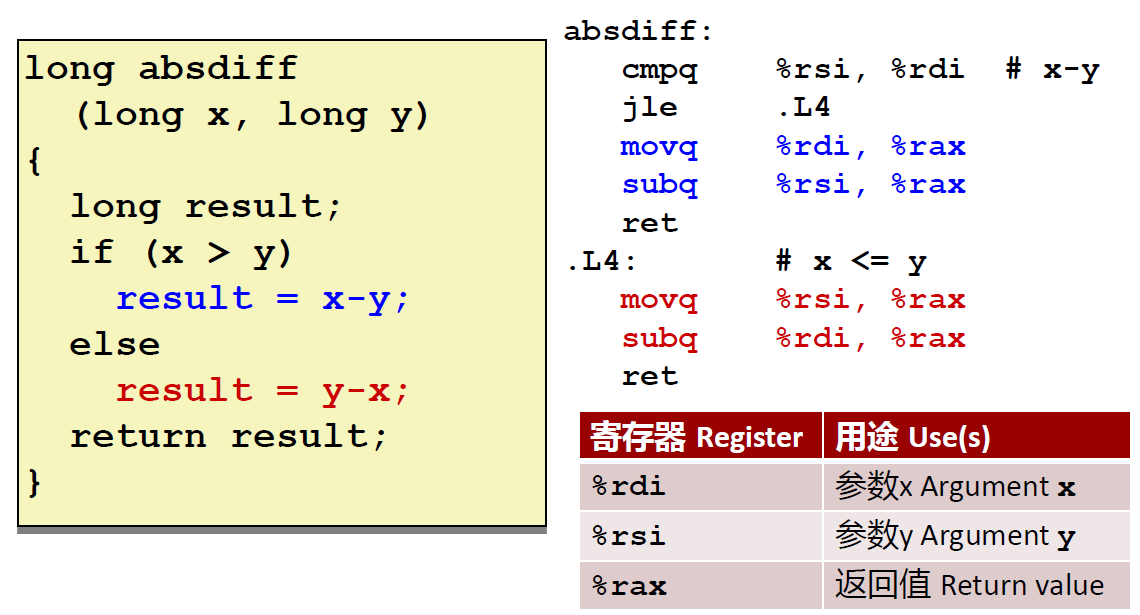 long absdiff
(long x, long y)
{
long result;
if (x > y)
result = x-y;
else
result = y-x;
return result;
}
absdiff:
cmpq %rsi, %rdi # x-y
jle .L4
movq %rdi, %rax
subq %rsi, %rax
ret
.L4: # x <= y
movq %rsi, %rax
subq %rdi, %rax
ret
寄存器 Register 用途 Use(s)
%rdi 参数x Argument x
%rsi 参数y Argument y
%rax 返回值 Return value